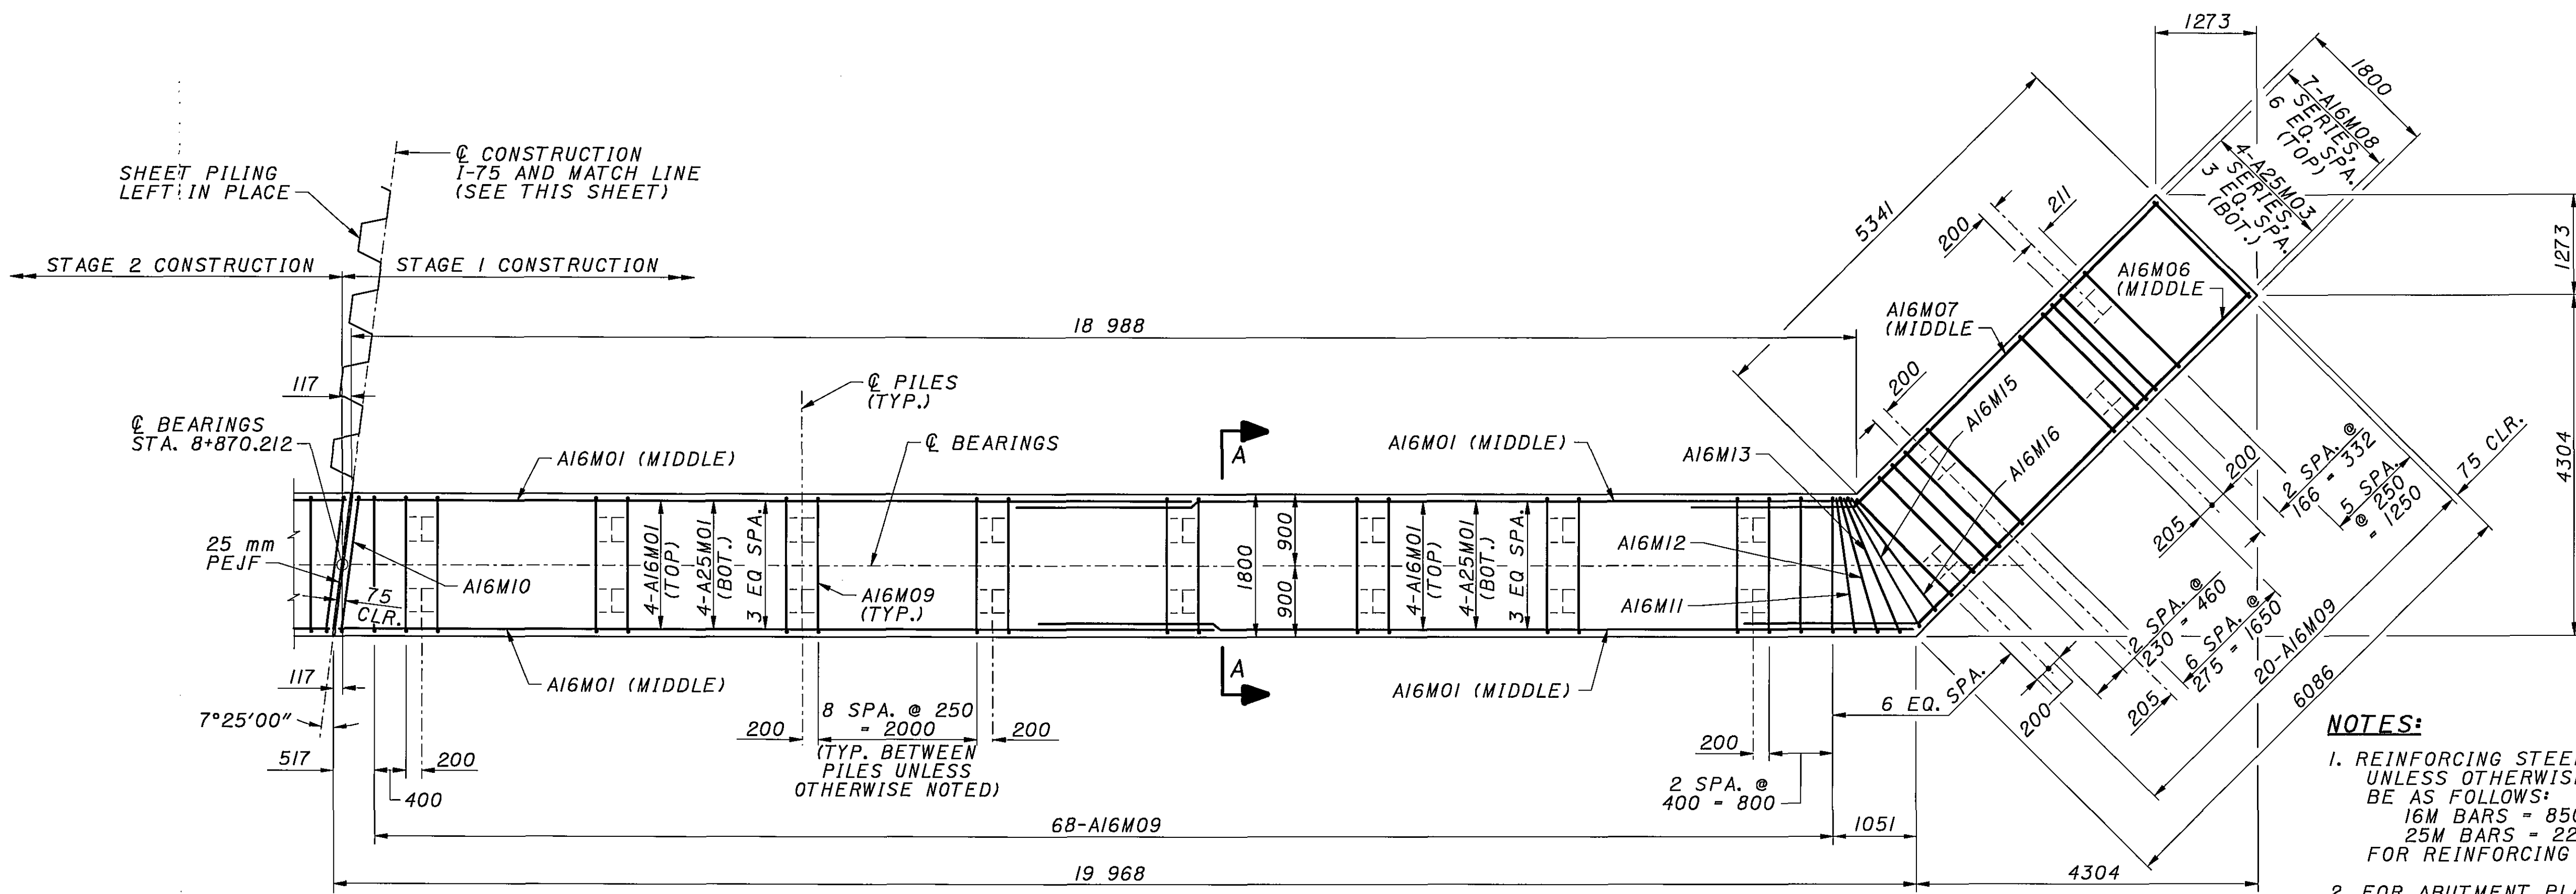 1273
1800
7-A16M08
SERIES,
6 EQ. SPA.
(TOP)
4-A25M03
SERIES,
3 EQ. SPA.
(BOT.)
SHEET PILING
LEFT IN PLACE
℄ CONSTRUCTION
I-75 AND MATCH LINE
(SEE THIS SHEET)
STAGE 2 CONSTRUCTION
STAGE 1 CONSTRUCTION
5341
200
211
A16M06
(MIDDLE
1273
18 988
A16M07
(MIDDLE
117
℄ PILES
(TYP.)
200
℄ BEARINGS
STA. 8+870.212
A16M01 (MIDDLE)
℄ BEARINGS
A
A16M01 (MIDDLE)
A16M13
A16M15
A16M16
200
205
2 SPA. @
166 = 332
5 SPA.
@ 250
= 1250
75 CLR.
4304
25 mm
PEJF
75
CLR.
A16M10
4-A16M01
(TOP)
4-A25M01
(BOT.)
3 EQ SPA.
A16M09
(TYP.)
1800
900
900
4-A16M01
(TOP)
4-A25M01
(BOT.)
3 EQ SPA.
A16M12
A16M11
117
A16M01 (MIDDLE)
A
A16M01 (MIDDLE)
6 EQ. SPA.
200
205
2 SPA. @
230 = 460
6 SPA. @
275 = 1650
20-A16M09
6086
7°25'00"
517
400
200
200
8 SPA. @ 250
= 2000
(TYP. BETWEEN
PILES UNLESS
OTHERWISE NOTED)
200
200
2 SPA. @
400 = 800
68-A16M09
1051
19 968
4304
NOTES:
1. REINFORCING STEE
UNLESS OTHERWISE
BE AS FOLLOWS:
16M BARS = 850
25M BARS = 22
FOR REINFORCING
2. FOR ABUTMENT PLA